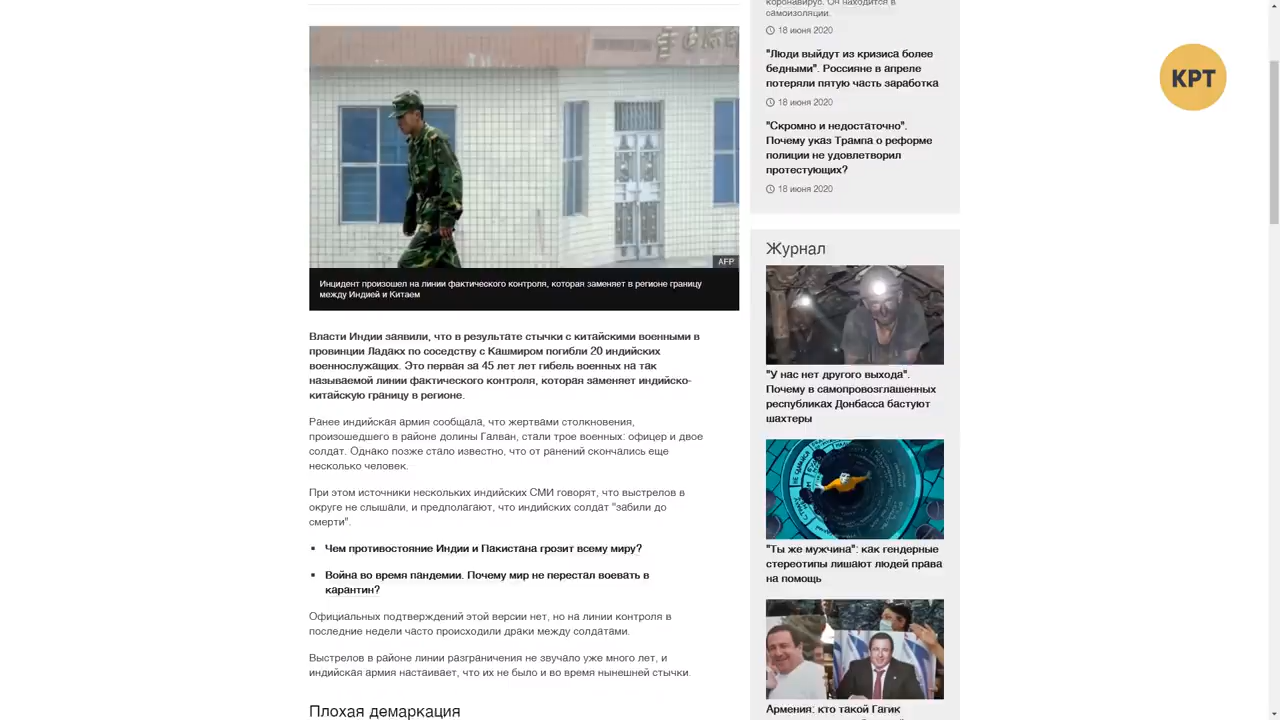 AFP
Инцидент произошел на линии фактического контроля, которая заменяет в регионе границу
между Индией и Китаем
Власти Индии заявили, что в результате стычки с китайскими военными в
провинции Ладакх по соседству с Кашмиром погибли 20 индийских
военнослужащих. Это первая за 45 лет лет гибель военных на так
называемой линии фактического контроля, которая заменяет индийско-
китайскую границу в регионе.
Ранее индийская армия сообщала, что жертвами столкновения,
произошедшего в районе долины Галван, стали трое военных: офицер и двое
солдат. Однако позже стало известно, что от ранений скончались еще
несколько человек.
При этом источники нескольких индийских СМИ говорят, что выстрелов в
округе не слышали, и предполагают, что индийских солдат "забили до
смерти".
Чем противостояние Индии и Пакистана грозит всему миру?
Война во время пандемии. Почему мир не перестал воевать в
карантин?
Официальных подтверждений этой версии нет, но на линии контроля в
последние недели часто происходили драки между солдатами.
Выстрелов в районе линии разграничения не звучало уже много лет, и
индийская армия настаивает, что их не было и во время нынешней стычки.
Плохая демаркация
коронавирус. Он находится в
самоизоляции.
18 июня 2020
"Люди выйдут из кризиса более
бедными". Россияне в апреле
потеряли пятую часть заработка
18 июня 2020
"Скромно и недостаточно".
Почему указ Трампа о реформе
полиции не удовлетворил
протестующих?
18 июня 2020
Журнал
"У нас нет другого выхода".
Почему в самопровозглашенных
республиках Донбасса бастуют
шахтеры
"Ты же мужчина": как гендерные
стереотипы лишают людей права
на помощь
Армения: кто такой Гагик
КРТ